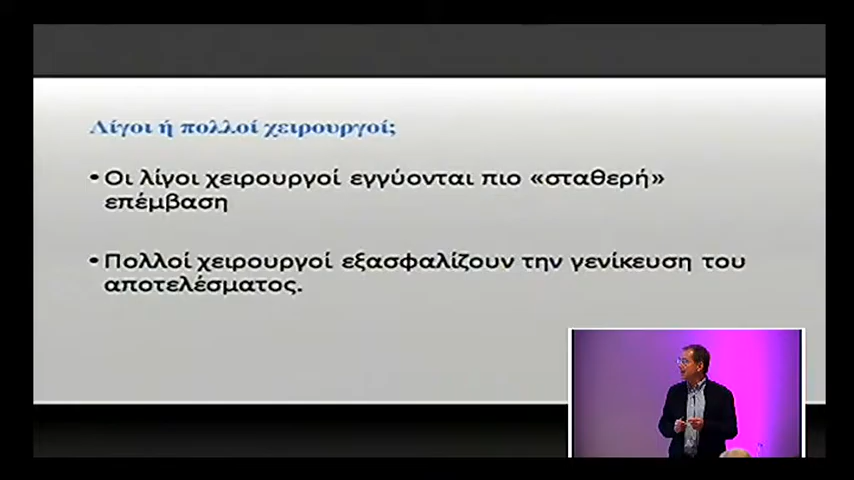 Λίγοι ή πολλοί χειρουργοί;
• Οι λίγοι χειρουργοί εγγύονται πιο «σταθερή»
επέμβαση
• Πολλοί χειρουργοί εξασφαλίζουν την γενίκευση του
αποτελέσματος.